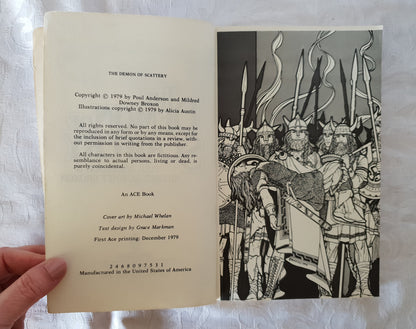 THE DEMON OF SCATTERY
Copyright © 1979 by Poul Anderson and Mildred
Downey Broxon
Illustrations copyright © 1979 by Alicia Austin
All rights reserved. No part of this book may be
reproduced in any form or by any means, except for
the inclusion of brief quotations in a review, with-
out permission in writing from the publisher.
All characters in this book are fictitious. Any re-
semblance to actual persons, living or dead, is
purely coincidental.
An ACE Book
Cover art by Michael Whelan
Text design by Grace Markman
First Ace printing: December 1979
2 4 6 8 0 9 7 5 3 1
Manufactured in the United States of America